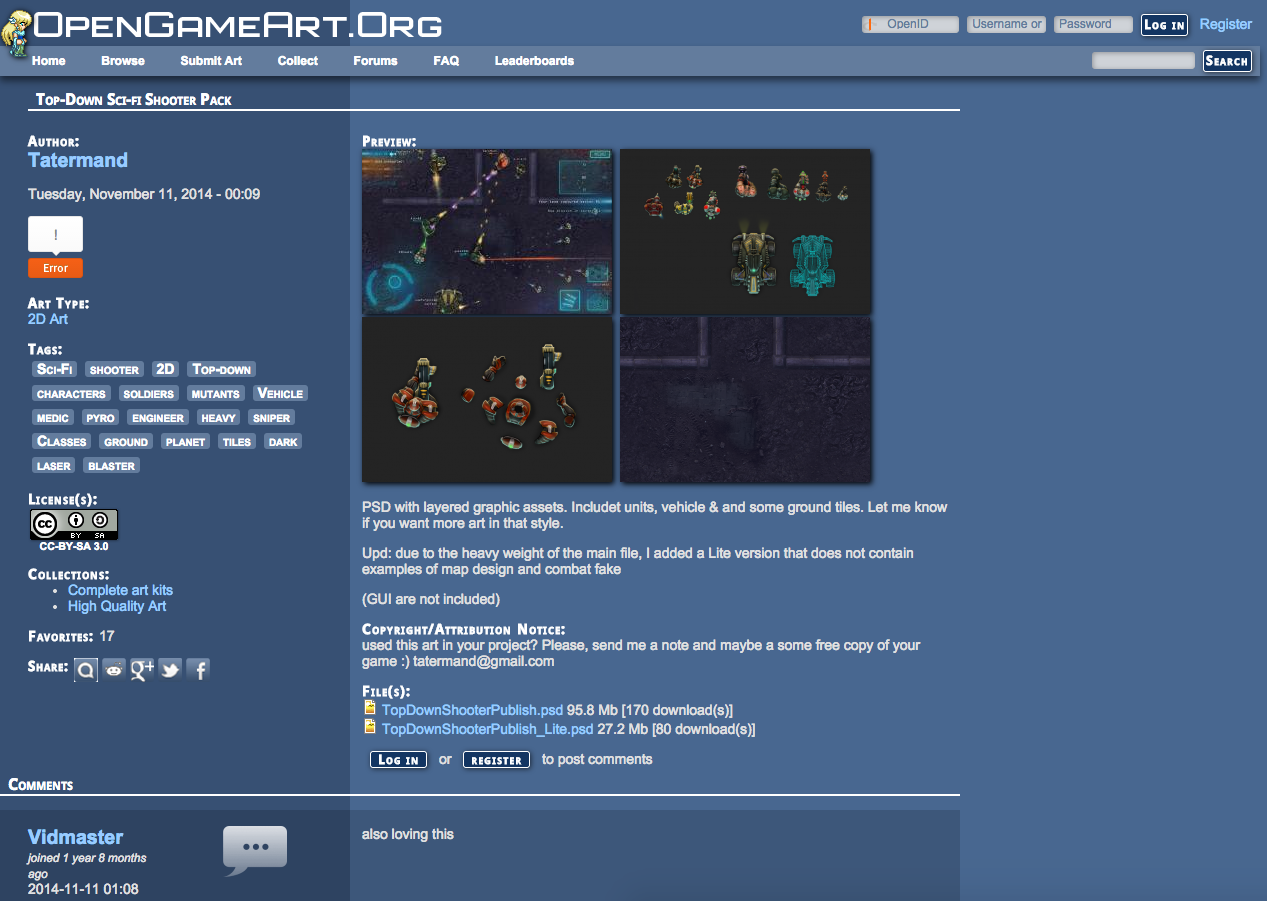 OpenGameArt.Org
OpenID
Username or
Password
Log in
Register
Home
Browse
Submit Art
Collect
Forums
FAQ
Leaderboards
Search
Top-Down Sci-fi Shooter Pack
Author:
Tatermand
Tuesday, November 11, 2014 - 00:09
!
Error
Art Type:
2D Art
Tags:
Sci-Fi shooter 2D Top-down
characters soldiers mutants Vehicle
medic pyro engineer heavy sniper
Classes ground planet tiles dark
laser blaster
License(s):
cc BY SA
CC-BY-SA 3.0
Collections:
Complete art kits
High Quality Art
Favorites: 17
Share:
Preview:
PSD with layered graphic assets. Includet units, vehicle & and some ground tiles. Let me know
if you want more art in that style.
Upd: due to the heavy weight of the main file, I added a Lite version that does not contain
examples of map design and combat fake
(GUI are not included)
Copyright/Attribution Notice:
used this art in your project? Please, send me a note and maybe a some free copy of your
game :) tatermand@gmail.com
File(s):
TopDownShooterPublish.psd 95.8 Mb [170 download(s)]
TopDownShooterPublish_Lite.psd 27.2 Mb [80 download(s)]
Log in or register to post comments
Comments
Vidmaster
joined 1 year 8 months
ago
2014-11-11 01:08
also loving this